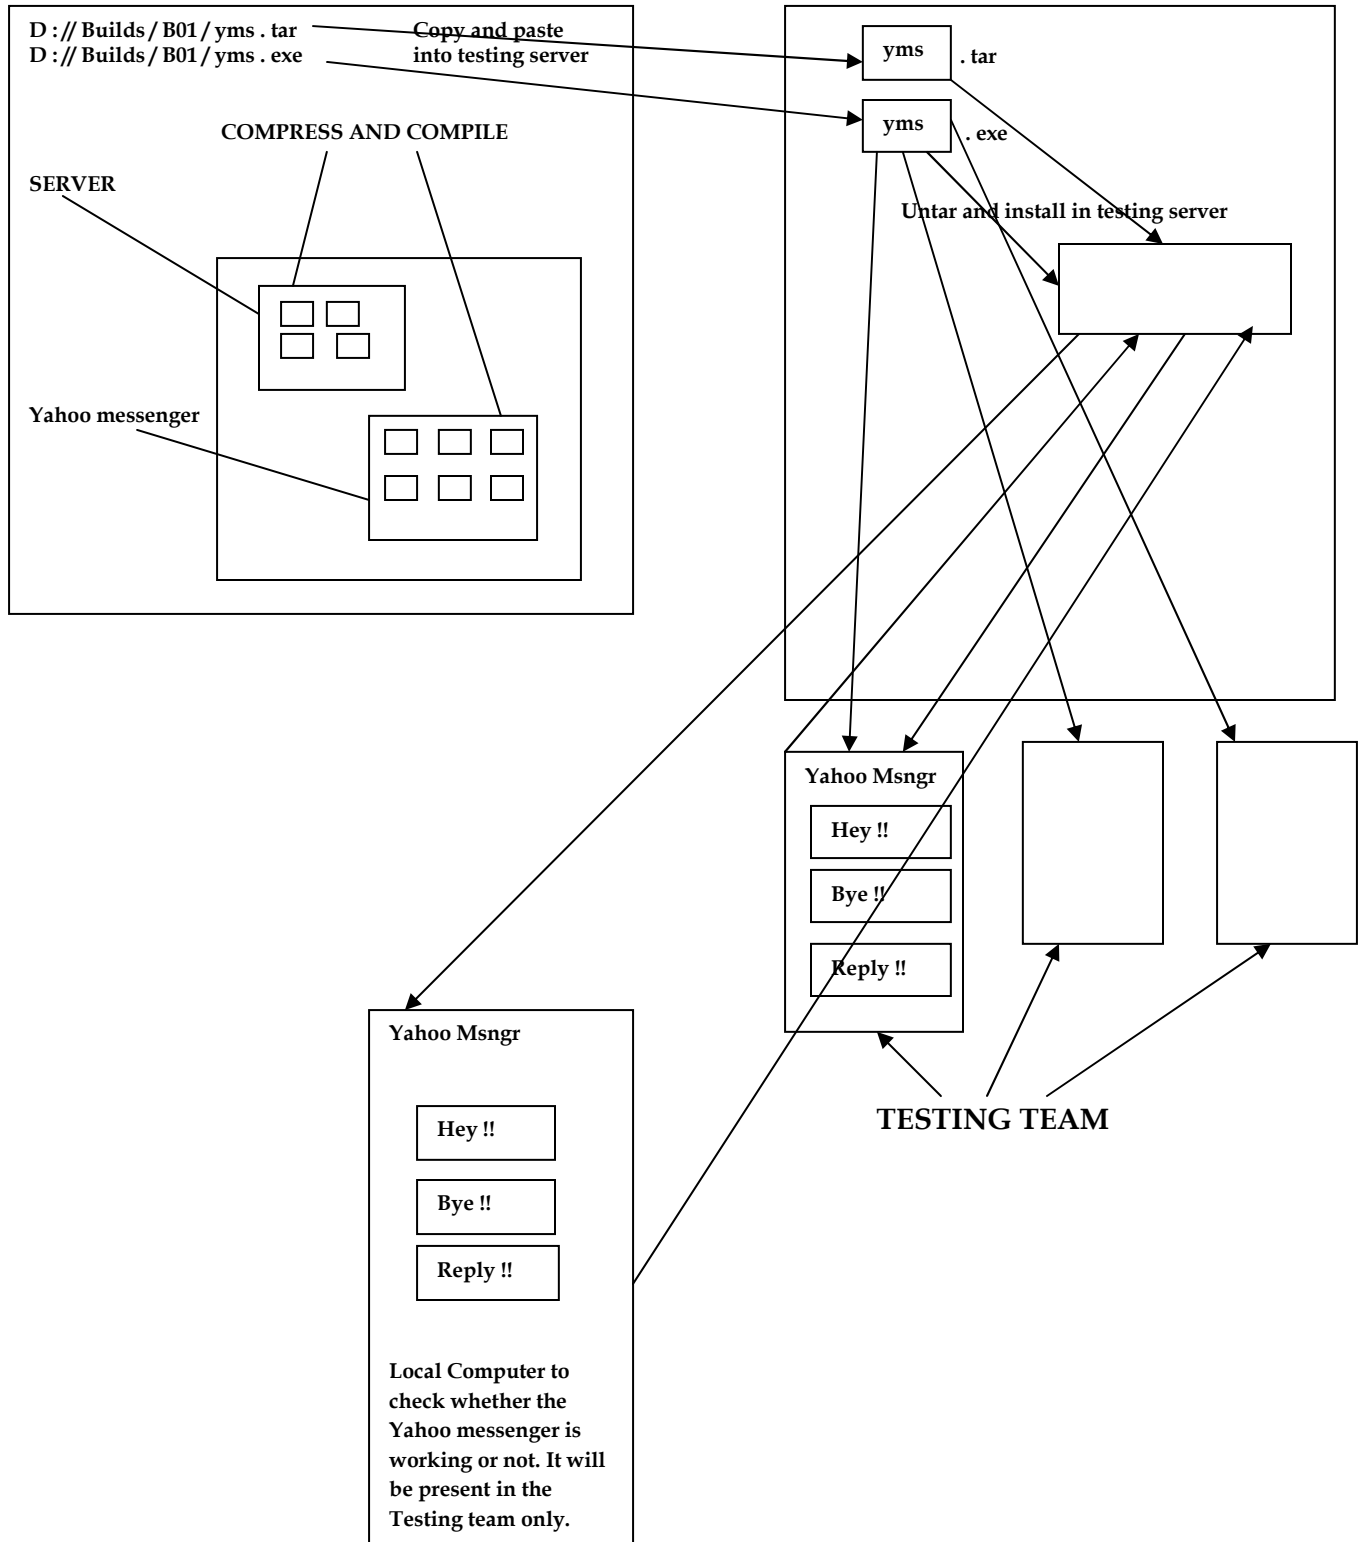 D : // Builds / B01 / yms . tar
D : // Builds / B01 / yms . exe
Copy and paste
into testing server
COMPRESS AND COMPILE
SERVER
Yahoo messenger
yms
. tar
yms
. exe
Untar and install in testing server
Yahoo Msngr
Hey !!
Bye !!
Reply !!
TESTING TEAM
Yahoo Msngr
Hey !!
Bye !!
Reply !!
Local Computer to
check whether the
Yahoo messenger is
working or not. It will
be present in the
Testing team only.